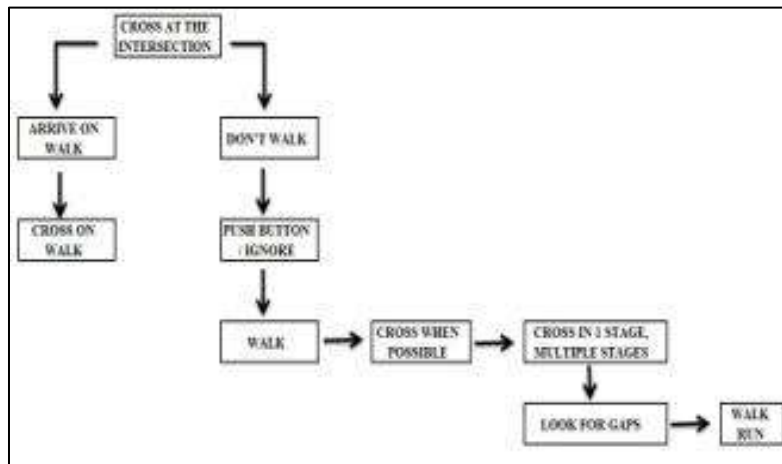 CROSS AT THE
INTERSECTION
ARRIVE ON
WALK
DON'T WALK
CROSS ON
WALK
PUSH BUTTON
/ IGNORE
WALK
CROSS WHEN
POSSIBLE
CROSS IN 1 STAGE,
MULTIPLE STAGES
LOOK FOR GAPS
WALK
RUN